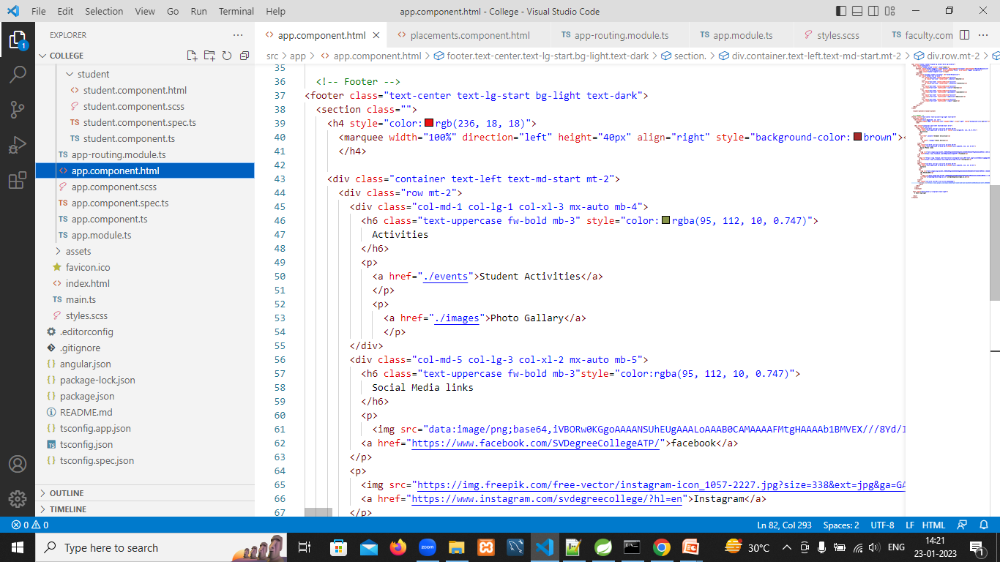 File Edit Selection View Go Run Terminal Help app.component.html - College - Visual Studio Code
EXPLORER
app.component.html placements.component.html app-routing.module.ts app.module.ts styles.scss faculty.com
COLLEGE
src > app > app.component.html > footer.text-center.text-lg-start.bg-light.text-dark > section. > div.container.text-left.text-md-start.mt-2 > div.row.mt-2 >
student
student.component.html
student.component.scss
student.component.spec.ts
student.component.ts
app-routing.module.ts
app.component.html
app.component.scss
app.component.spec.ts
app.component.ts
app.module.ts
assets
favicon.ico
index.html
main.ts
styles.scss
.editorconfig
.gitignore
angular.json
package-lock.json
package.json
README.md
tsconfig.app.json
tsconfig.json
tsconfig.spec.json
OUTLINE
TIMELINE
35
36 <!-- Footer -->
37 <footer class="text-center text-lg-start bg-light text-dark">
38 <section class="">
39 <h4 style="color:rgb(236, 18, 18)">
40 <marquee width="100%" direction="left" height="40px" align="right" style="background-color:brown"><
41 </h4>
42
43 <div class="container text-left text-md-start mt-2">
44 <div class="row mt-2">
45 <div class="col-md-1 col-lg-1 col-xl-3 mx-auto mb-4">
46 <h6 class="text-uppercase fw-bold mb-3" style="color:rgba(95, 112, 10, 0.747)">
47 Activities
48 </h6>
49 <p>
50 <a href="./events">Student Activities</a>
51 </p>
52 <p>
53 <a href="./images">Photo Gallary</a>
54 </p>
55 </div>
56 <div class="col-md-5 col-lg-3 col-xl-2 mx-auto mb-5">
57 <h6 class="text-uppercase fw-bold mb-3"style="color:rgba(95, 112, 10, 0.747)">
58 Social Media links
59 </h6>
60 <p>
61 <img src="data:image/png;base64,iVBORw0KGgoAAAANSUhEUgAAALoAAAB0CAMAAAAFMtgHAAAAb1BMVEX///8Yd/
62 <a href="https://www.facebook.com/SVDegreeCollegeATP/">facebook</a>
63 </p>
64 <p>
65 <img src="https://img.freepik.com/free-vector/instagram-icon_1057-2227.jpg?size=338&ext=jpg&ga=GA
66 <a href="https://www.instagram.com/svdegreecollege/?hl=en">Instagram</a>
67 </p>
0 0 Ln 82, Col 293 Spaces: 2 UTF-8 LF HTML
Type here to search zoom 30°C ENG 14:21
23-01-2023
1